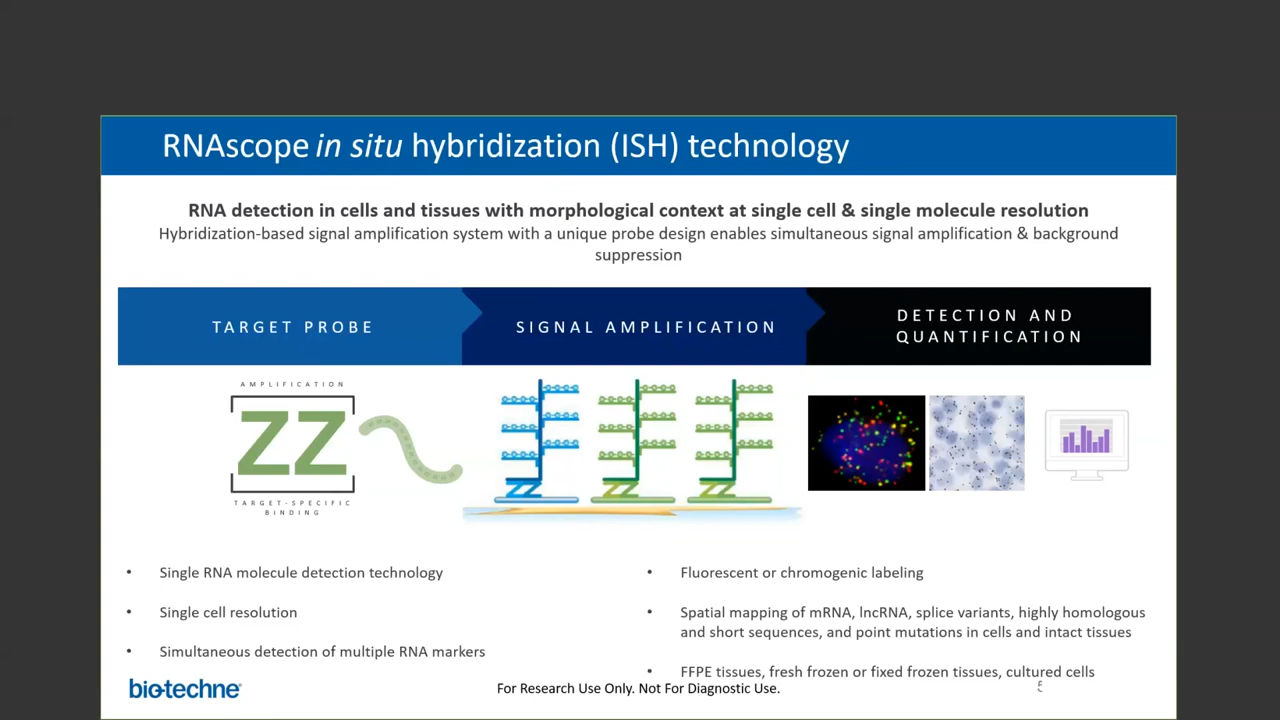 RNAscope in situ hybridization (ISH) technology
RNA detection in cells and tissues with morphological context at single cell & single molecule resolution
Hybridization-based signal amplification system with a unique probe design enables simultaneous signal amplification & background
suppression
TARGET PROBE
SIGNAL AMPLIFICATION
DETECTION AND
QUANTIFICATION
AMPLIFICATION
ZZ
TARGET-SPECIFIC
BINDING
• Single RNA molecule detection technology
• Single cell resolution
• Simultaneous detection of multiple RNA markers
• Fluorescent or chromogenic labeling
• Spatial mapping of mRNA, lncRNA, splice variants, highly homologous
and short sequences, and point mutations in cells and intact tissues
• FFPE tissues, fresh frozen or fixed frozen tissues, cultured cells
bio-techne®
For Research Use Only. Not For Diagnostic Use.